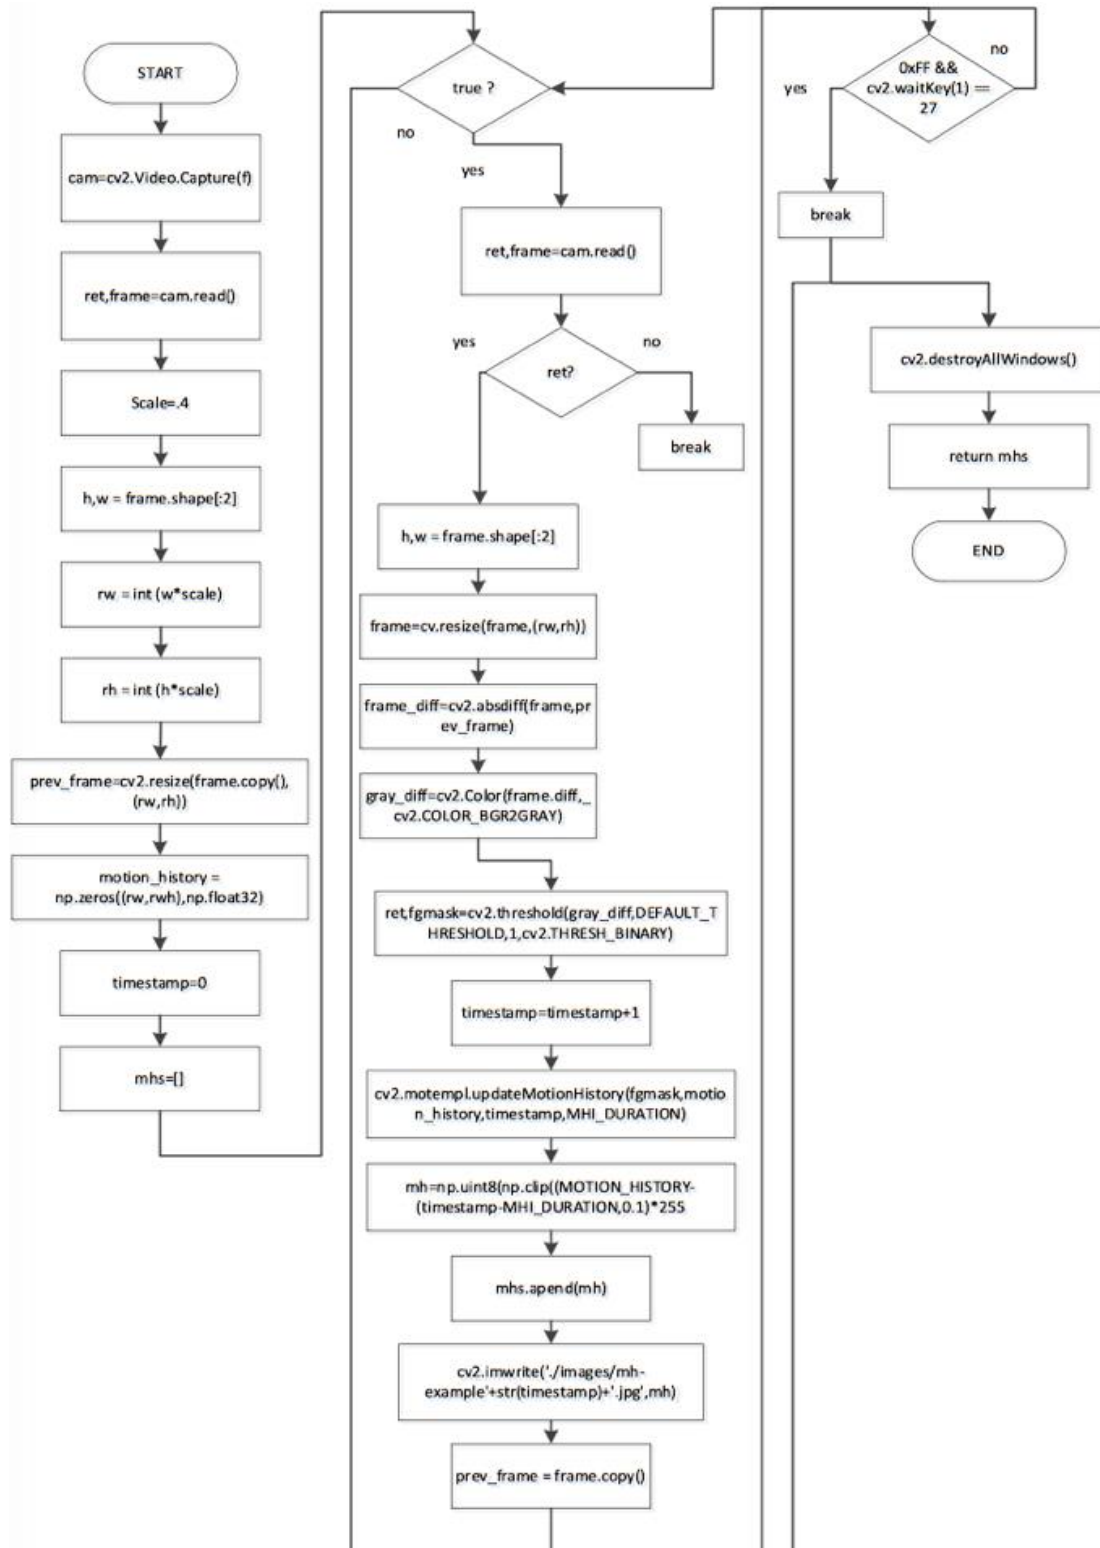 START
cam=cv2.Video.Capture(f)
ret,frame=cam.read()
Scale=.4
h,w = frame.shape[:2]
rw = int (w*scale)
rh = int (h*scale)
prev_frame=cv2.resize(frame.copy(),
(rw,rh))
motion_history =
np.zeros((rw,rwh),np.float32)
timestamp=0
mhs=[]
true ?
no
yes
ret,frame=cam.read()
yes
no
ret?
break
h,w = frame.shape[:2]
frame=cv.resize(frame,(rw,rh))
frame_diff=cv2.absdiff(frame,pr
ev_frame)
gray_diff=cv2.Color(frame.diff,_
cv2.COLOR_BGR2GRAY)
ret,fgmask=cv2.threshold(gray_diff,DEFAULT_T
HRESHOLD,1,cv2.THRESH_BINARY)
timestamp=timestamp+1
cv2.motempl.updateMotionHistory(fgmask,motio
n_history,timestamp,MHI_DURATION)
mh=np.uint8(np.clip((MOTION_HISTORY-
(timestamp-MHI_DURATION,0.1)*255
mhs.apend(mh)
cv2.imwrite('./images/mh-
example'+str(timestamp)+'.jpg',mh)
prev_frame = frame.copy()
no
0xFF &&
cv2.waitKey(1) ==
27
yes
break
cv2.destroyAllWindows()
return mhs
END